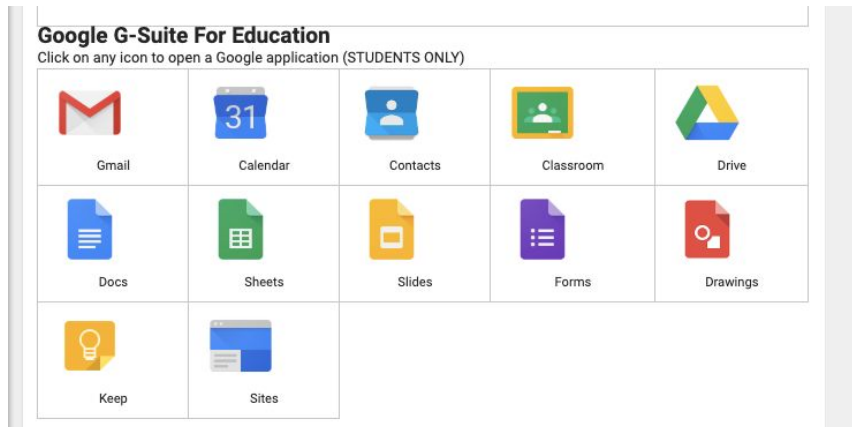 Google G-Suite For Education
Click on any icon to open a Google application (STUDENTS ONLY)
31
Gmail Calendar Contacts Classroom Drive
Docs Sheets Slides Forms Drawings
Keep Sites